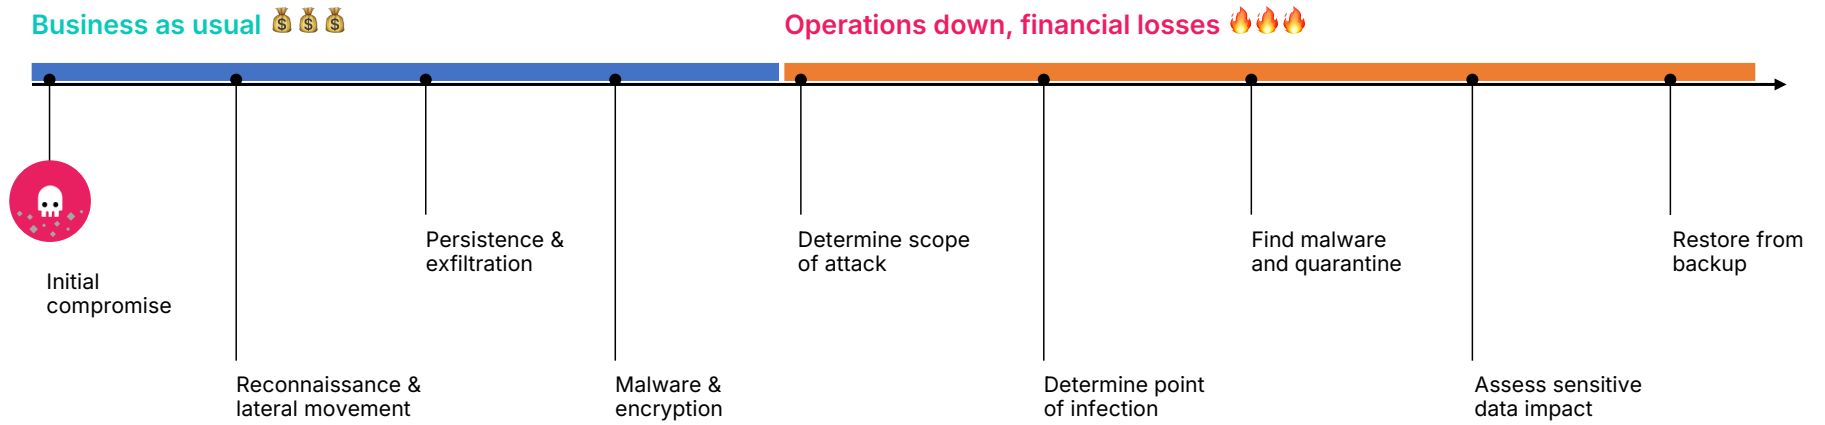 Business as usual 💰💰💰
Operations down, financial losses 🔥🔥🔥
Initial
compromise
Reconnaissance &
lateral movement
Persistence &
exfiltration
Malware &
encryption
Determine scope
of attack
Determine point
of infection
Find malware
and quarantine
Assess sensitive
data impact
Restore from
backup